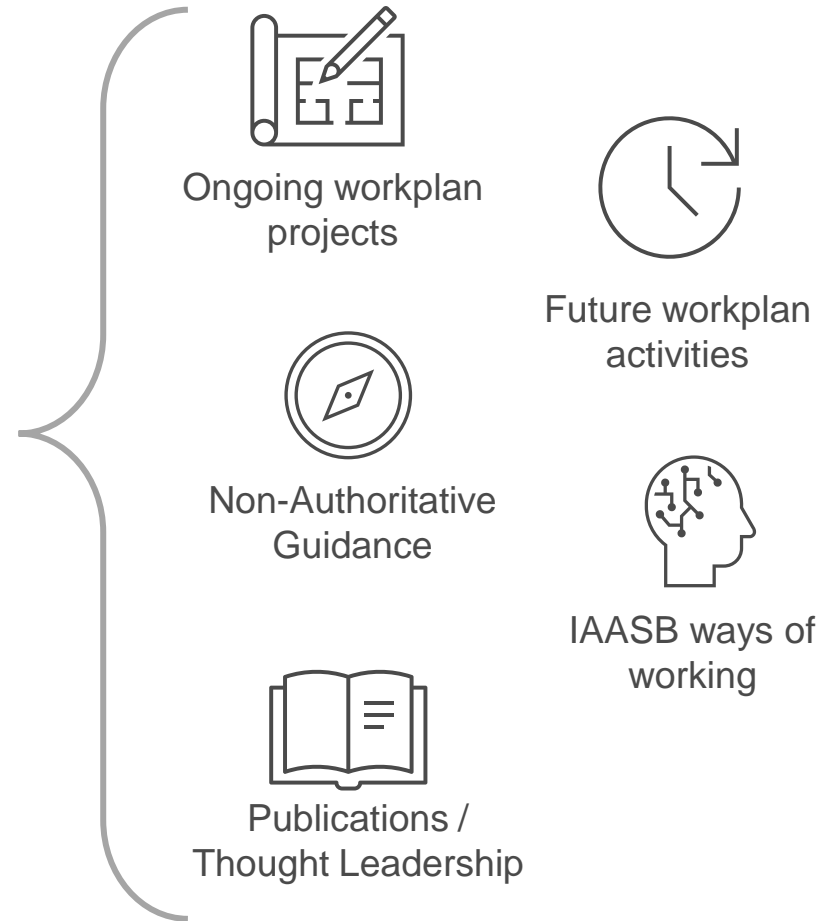 Ongoing workplan
projects
Future workplan
activities
Non-Authoritative
Guidance
IAASB ways of
working
Publications /
Thought Leadership